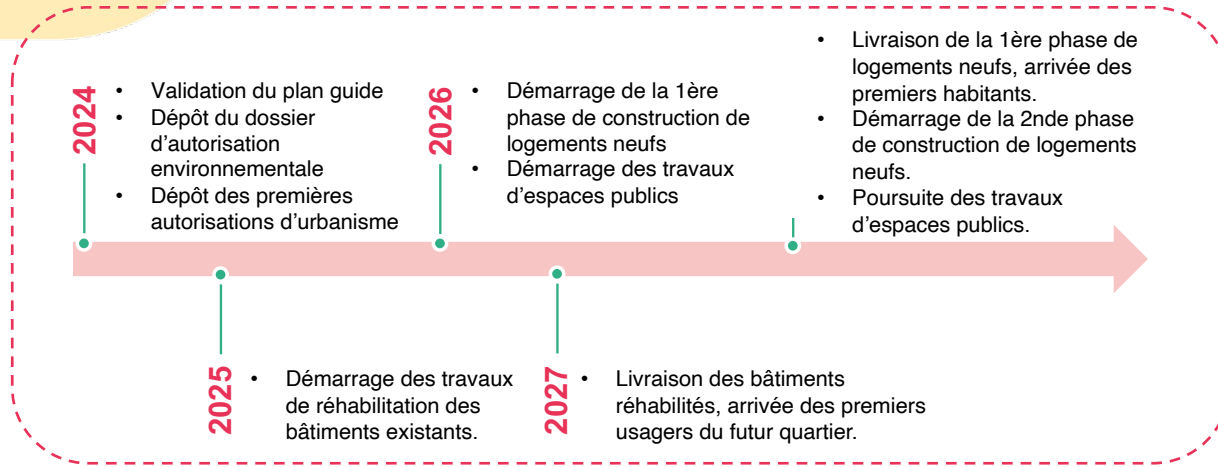 2024
• Validation du plan guide
• Dépôt du dossier
d'autorisation
environnementale
• Dépôt des premières
autorisations d'urbanisme
2025
• Démarrage des travaux
de réhabilitation des
bâtiments existants.
2026
• Démarrage de la 1ère
phase de construction de
logements neufs
• Démarrage des travaux
d'espaces publics
2027
• Livraison des bâtiments
réhabilités, arrivée des premiers
usagers du futur quartier.
• Livraison de la 1ère phase de
logements neufs, arrivée des
premiers habitants.
• Démarrage de la 2nde phase
de construction de logements
neufs.
• Poursuite des travaux
d'espaces publics.